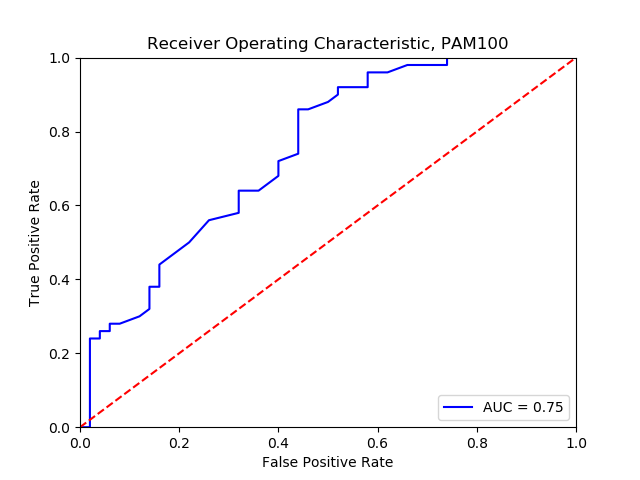 Receiver Operating Characteristic, PAM100
True Positive Rate
1.0
0.8
0.6
0.4
0.2
0.0
AUC = 0.75
0.0 0.2 0.4 0.6 0.8 1.0
False Positive Rate